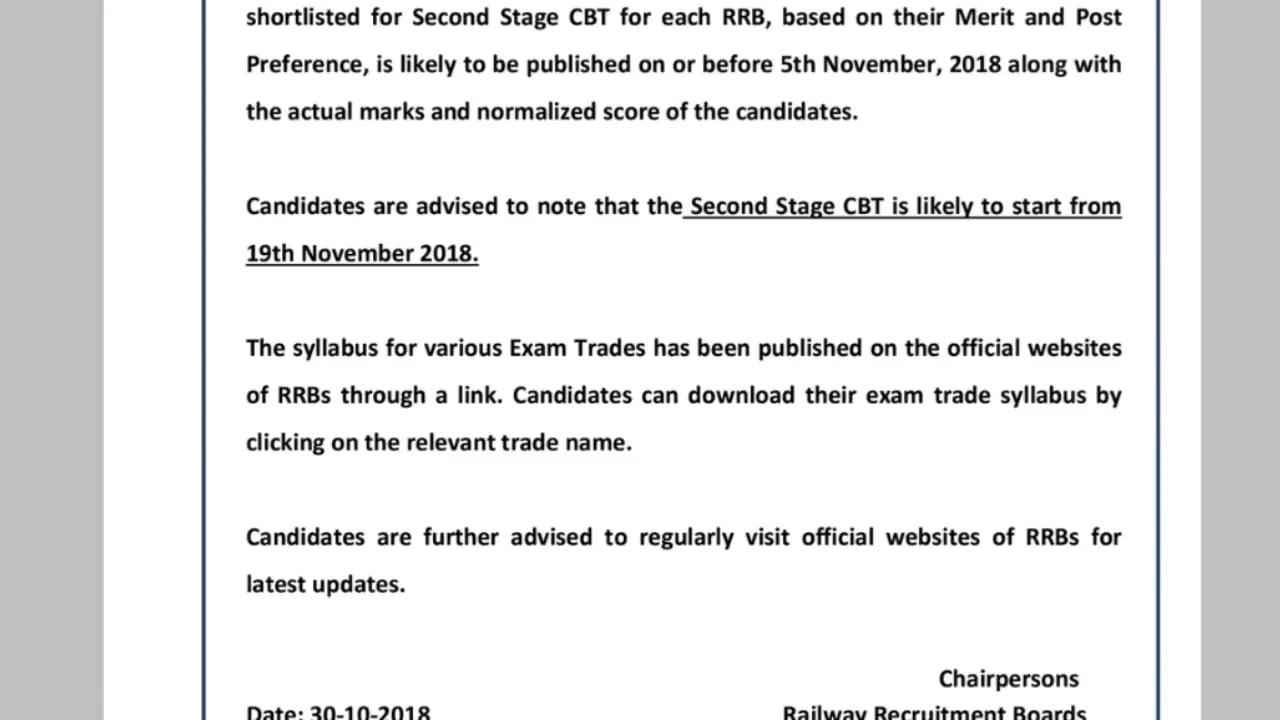 shortlisted for Second Stage CBT for each RRB, based on their Merit and Post
Preference, is likely to be published on or before 5th November, 2018 along with
the actual marks and normalized score of the candidates.
Candidates are advised to note that the Second Stage CBT is likely to start from
19th November 2018.
The syllabus for various Exam Trades has been published on the official websites
of RRBs through a link. Candidates can download their exam trade syllabus by
clicking on the relevant trade name.
Candidates are further advised to regularly visit official websites of RRBs for
latest updates.
Chairpersons
Date: 30-10-2018 Railway Recruitment Boards